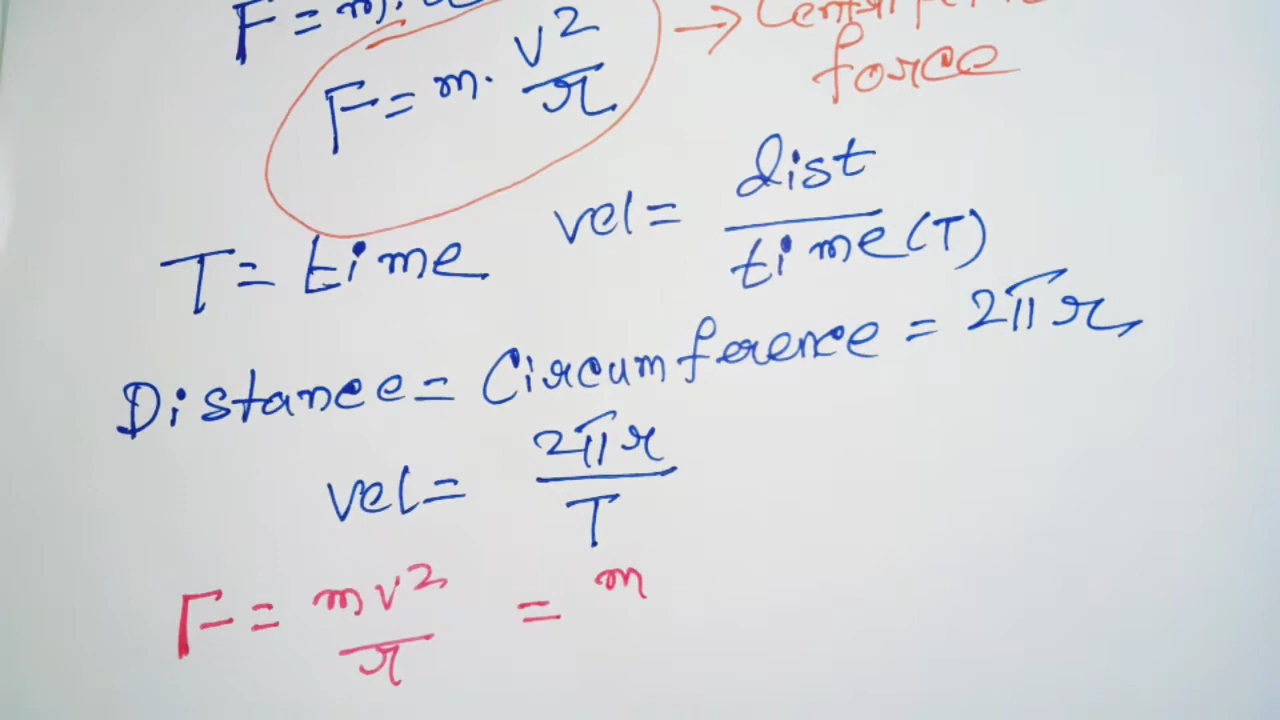 F = m.
F = m. v²/r → 
force
T = time vel = dist/time(T)
Distance = Circumference = 2πr
vel = 2πr/T
F = mv²/r = m